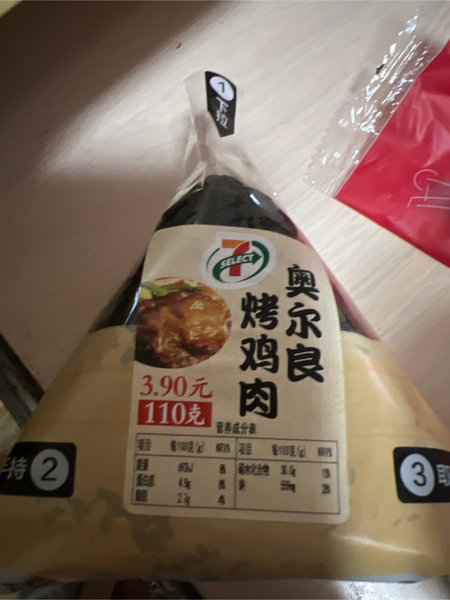 1
下拉
7
SELECT
奥尔良
烤鸡肉
3.90元
110克
营养成分表
项目 每100克(g) NRV% 项目 每100克(g) NRV%
能量 8% 碳水化合物
蛋白质 8% 钠
脂肪 4%
持 2
3 取